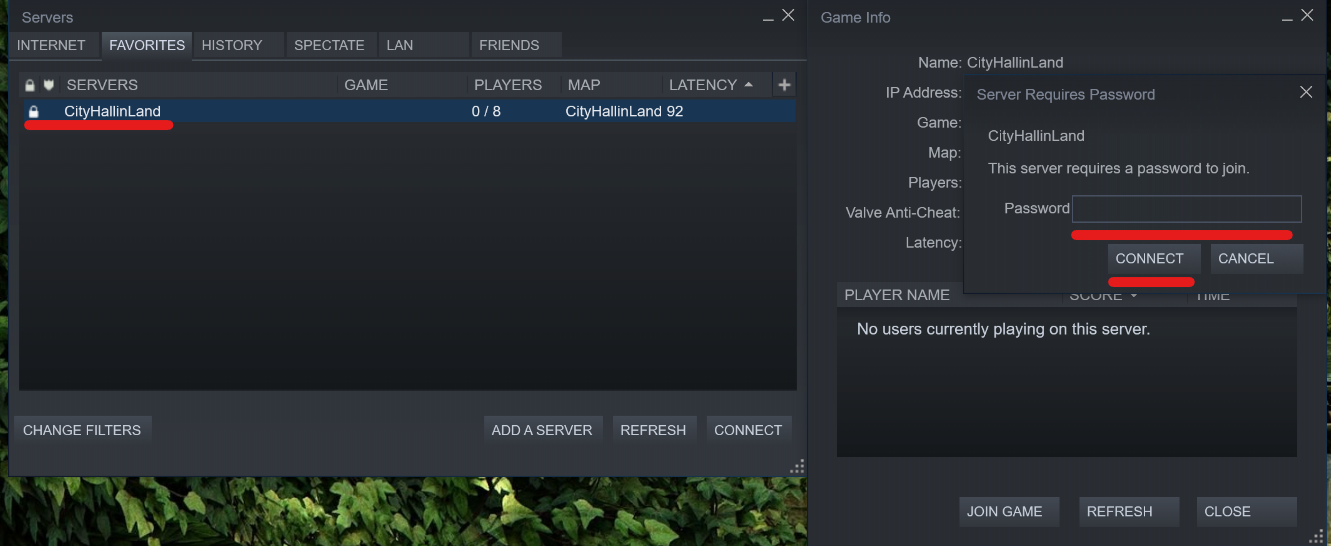 Servers
INTERNET FAVORITES HISTORY SPECTATE LAN FRIENDS
SERVERS GAME PLAYERS MAP LATENCY
CityHallinLand 0 / 8 CityHallinLand 92
CHANGE FILTERS ADD A SERVER REFRESH CONNECT
Game Info
Name: CityHallinLand
IP Address:
Game:
Map:
Players:
Valve Anti-Cheat:
Latency:
Server Requires Password
CityHallinLand
This server requires a password to join.
Password
CONNECT CANCEL
PLAYER NAME SCORE TIME
No users currently playing on this server.
JOIN GAME REFRESH CLOSE